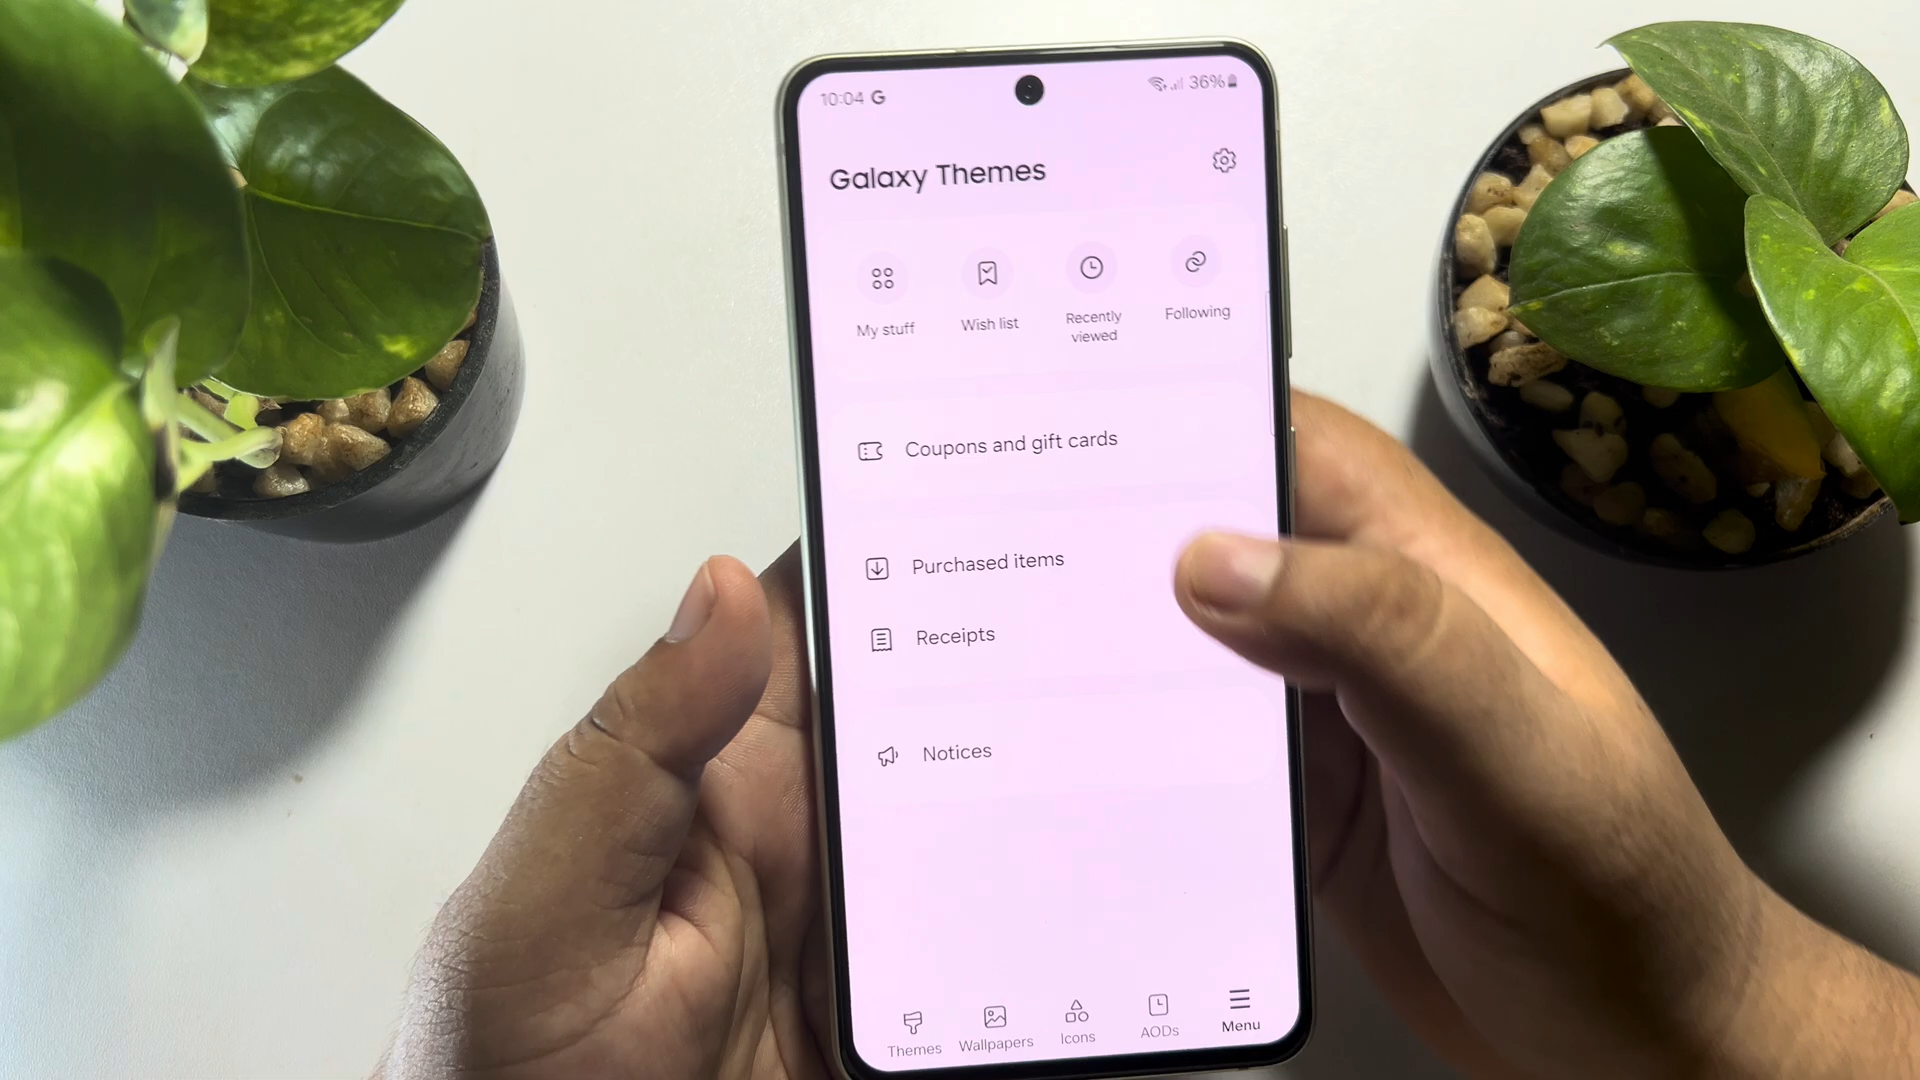 10:04 G
36%
Galaxy Themes
My stuff
Wish list
Recently
viewed
Following
Coupons and gift cards
Purchased items
Receipts
Notices
Themes
Wallpapers
Icons
AODs
Menu